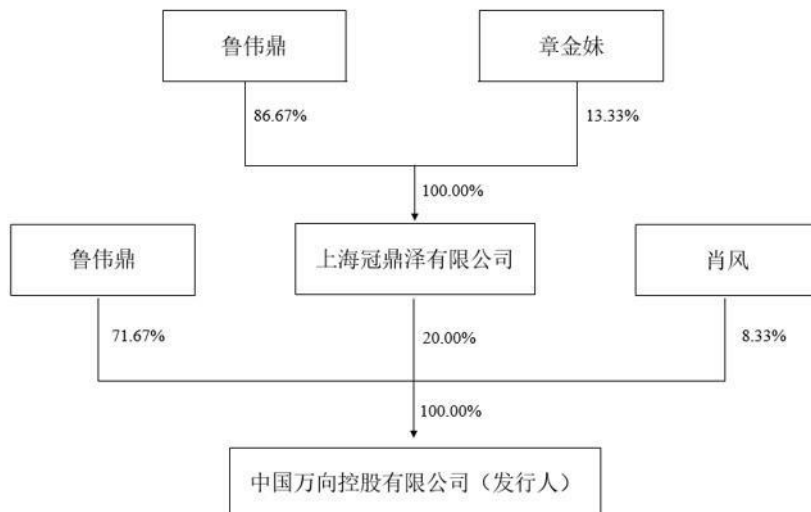 鲁伟鼎
章金妹
86.67%
13.33%
100.00%
鲁伟鼎
上海冠鼎泽有限公司
肖风
71.67%
20.00%
8.33%
100.00%
中国万向控股有限公司（发行人）